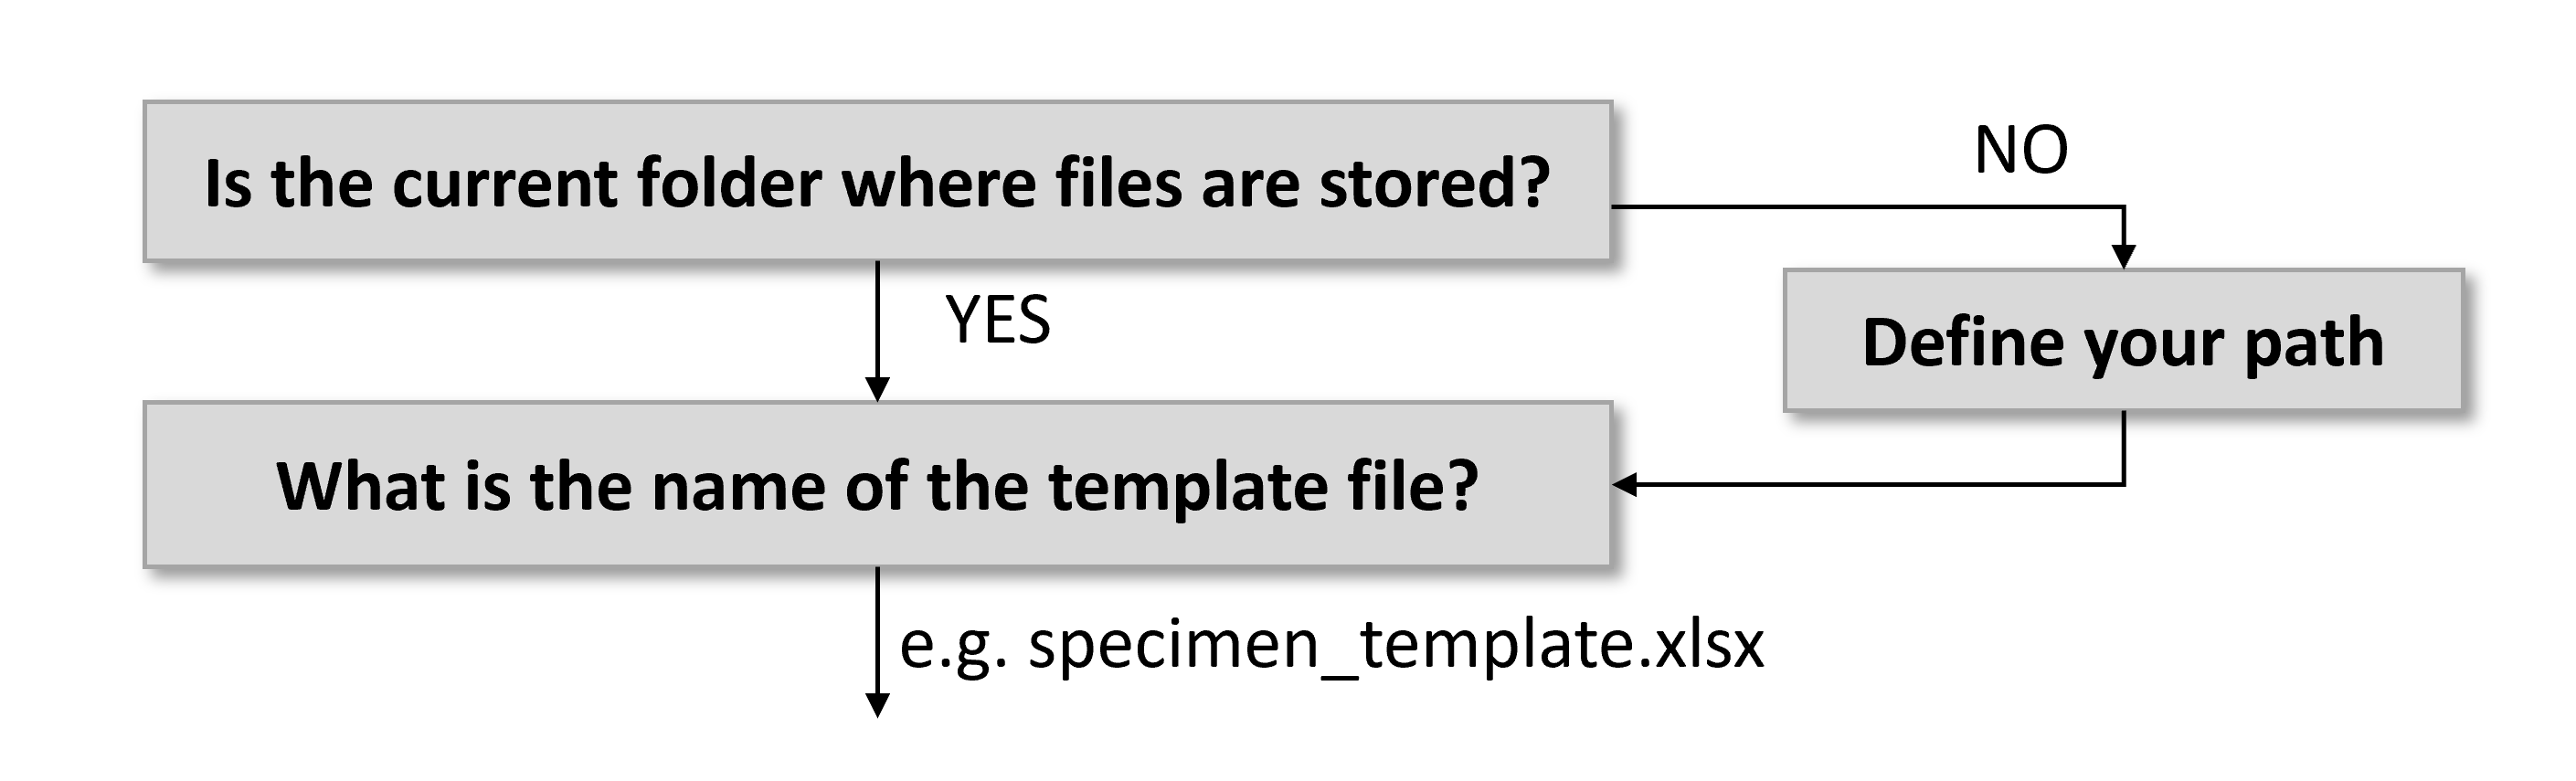 Is the current folder where files are stored?
NO
YES
Define your path
What is the name of the template file?
e.g. specimen_template.xlsx